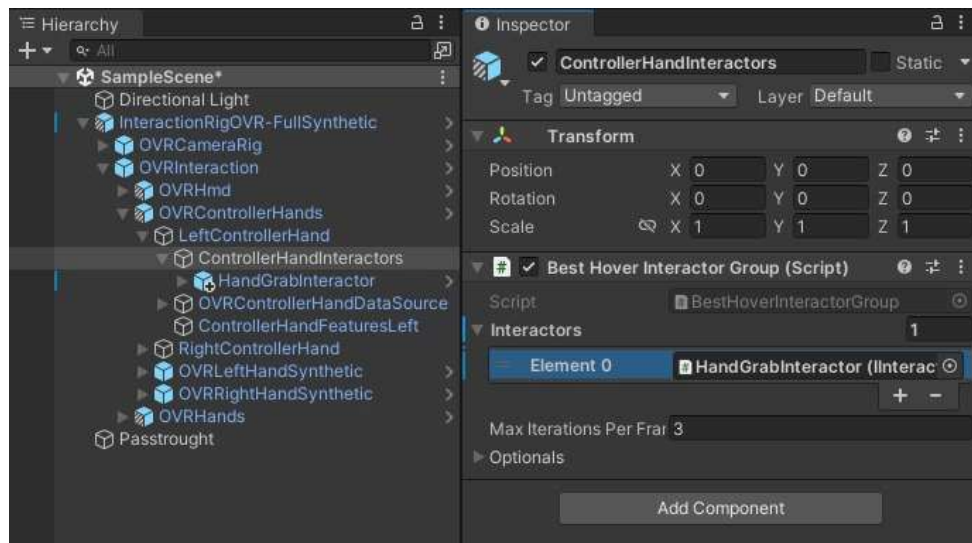 Hierarchy
All
SampleScene*
Directional Light
InteractionRigOVR-FullSynthetic
OVRCameraRig
OVRInteraction
OVRHmd
OVRControllerHands
LeftControllerHand
ControllerHandInteractors
HandGrabInteractor
OVRControllerHandDataSource
ControllerHandFeaturesLeft
RightControllerHand
OVRLeftHandSynthetic
OVRRightHandSynthetic
OVRHands
Passtrought
Inspector
ControllerHandInteractors Static
Tag Untagged Layer Default
Transform
Position X 0 Y 0 Z 0
Rotation X 0 Y 0 Z 0
Scale X 1 Y 1 Z 1
# Best Hover Interactor Group (Script)
Script # BestHoverInteractorGroup
Interactors 1
= Element 0 # HandGrabInteractor (IInterac
+ −
Max Iterations Per Frar 3
Optionals
Add Component